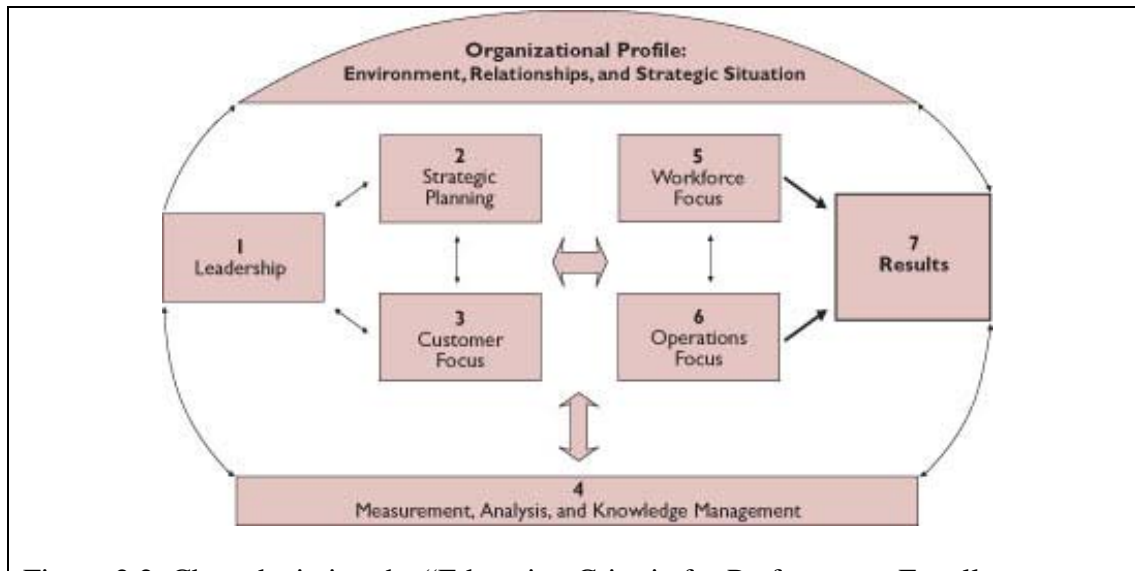 Organizational Profile:
Environment, Relationships, and Strategic Situation
2
Strategic
Planning
5
Workforce
Focus
1
Leadership
7
Results
3
Customer
Focus
6
Operations
Focus
4
Measurement, Analysis, and Knowledge Management